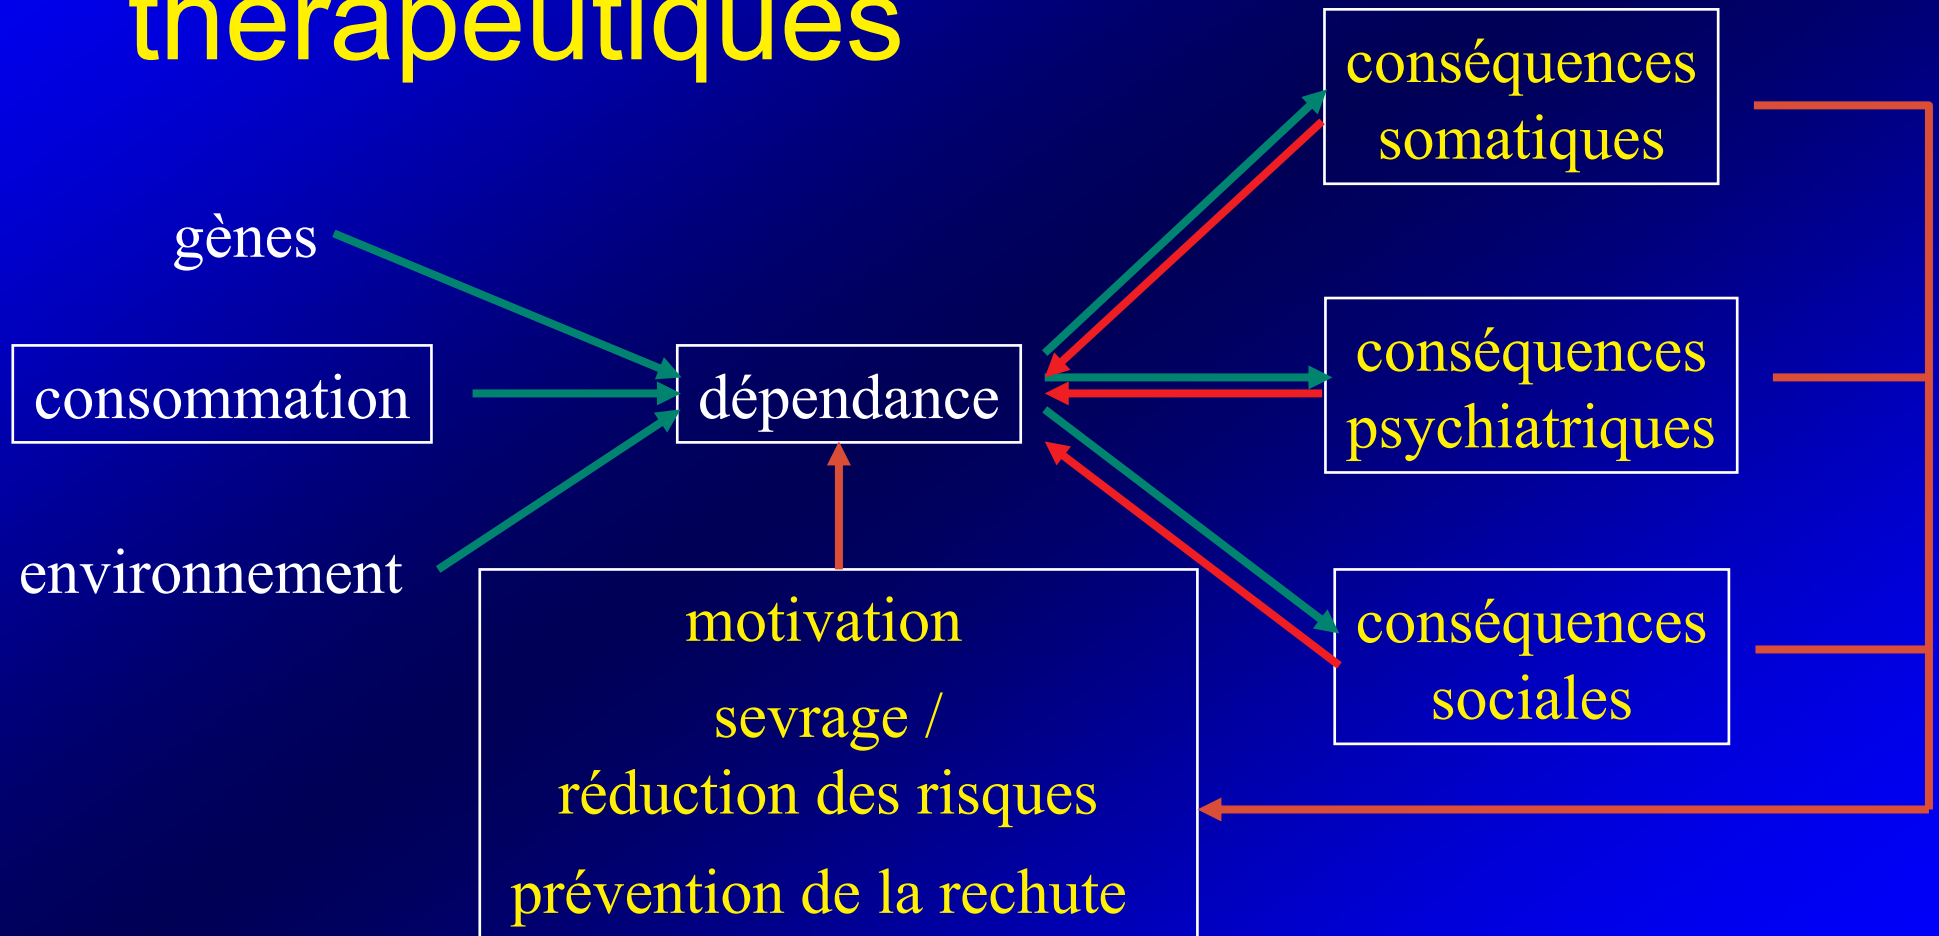 thérapeutiques
conséquences
somatiques
gènes
consommation
dépendance
conséquences
psychiatriques
environnement
motivation
sevrage /
réduction des risques
prévention de la rechute
conséquences
sociales